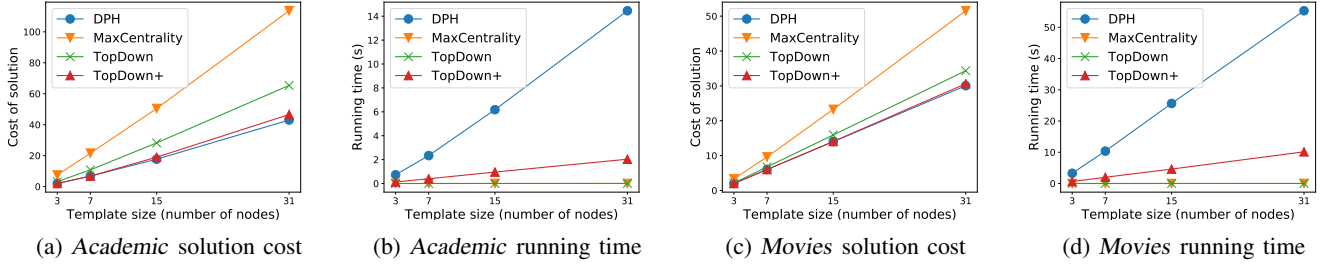 Cost of solution
100
80
60
40
20
0
DPH
MaxCentrality
TopDown
TopDown+
3 7 15 31
Template size (number of nodes)
(a) Academic solution cost
Running time (s)
14
12
10
8
6
4
2
0
DPH
MaxCentrality
TopDown
TopDown+
3 7 15 31
Template size (number of nodes)
(b) Academic running time
Cost of solution
50
40
30
20
10
0
DPH
MaxCentrality
TopDown
TopDown+
3 7 15 31
Template size (number of nodes)
(c) Movies solution cost
Running time (s)
50
40
30
20
10
0
DPH
MaxCentrality
TopDown
TopDown+
3 7 15 31
Template size (number of nodes)
(d) Movies running time